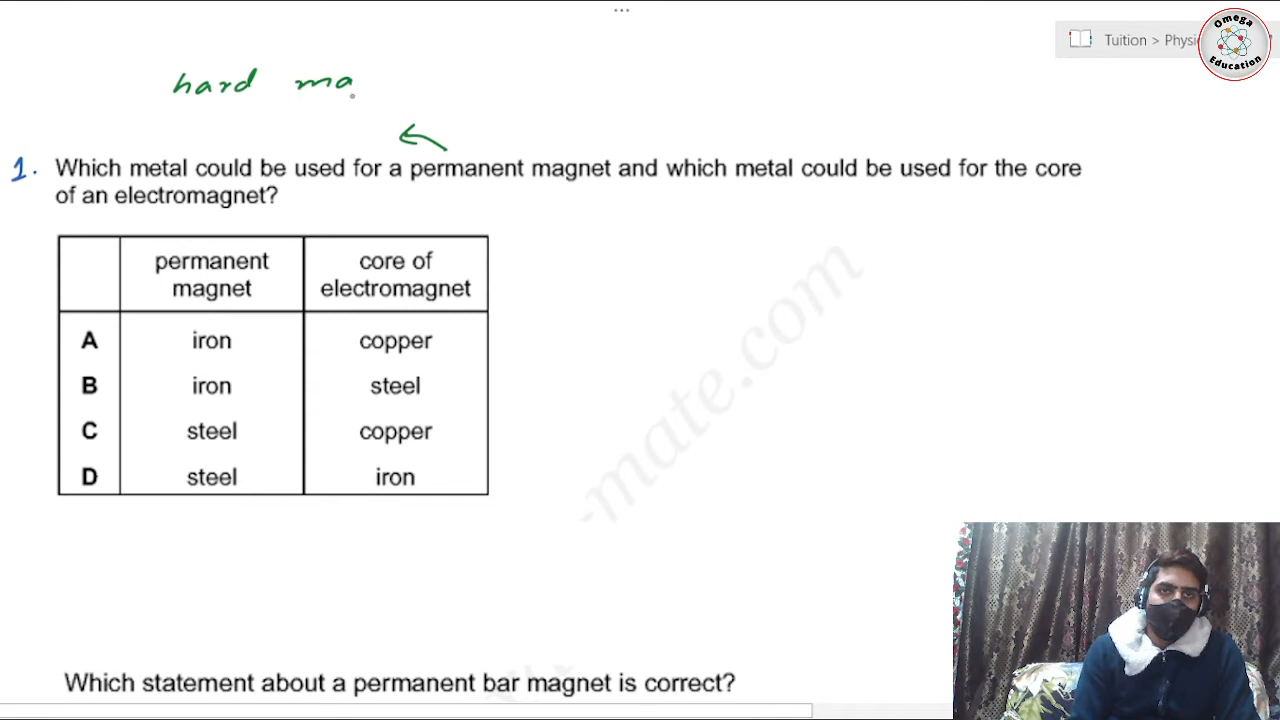 ...
Tuition > Physi
Omega
Education
hard ma
1. Which metal could be used for a permanent magnet and which metal could be used for the core
of an electromagnet?
permanent magnet core of electromagnet
A iron copper
B iron steel
C steel copper
D steel iron
-mate.com
Which statement about a permanent bar magnet is correct?